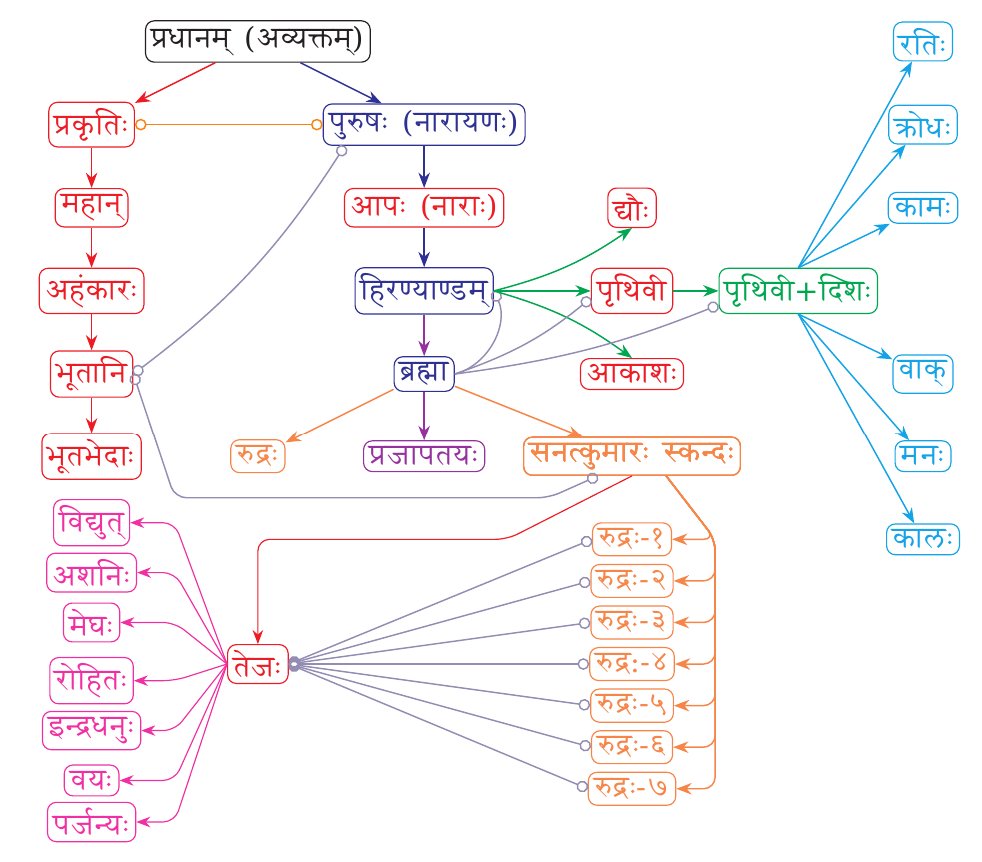 प्रधानम् (अव्यक्तम्)
रतिः
प्रकृतिः
पुरुषः (नारायणः)
क्रोधः
महान्
आपः (नाराः)
द्यौः
कामः
अहंकारः
हिरण्याण्डम्
पृथिवी
पृथिवी+दिशः
भूतानि
ब्रह्मा
आकाशः
वाक्
भूतभेदाः
रुद्रः
प्रजापतयः
सनत्कुमारः स्कन्दः
मनः
विद्युत्
रुद्रः-१
कालः
अशनिः
रुद्रः-२
मेघः
रुद्रः-३
तेजः
रुद्रः-४
रोहितः
रुद्रः-५
इन्द्रधनुः
रुद्रः-६
वयः
रुद्रः-७
पर्जन्यः